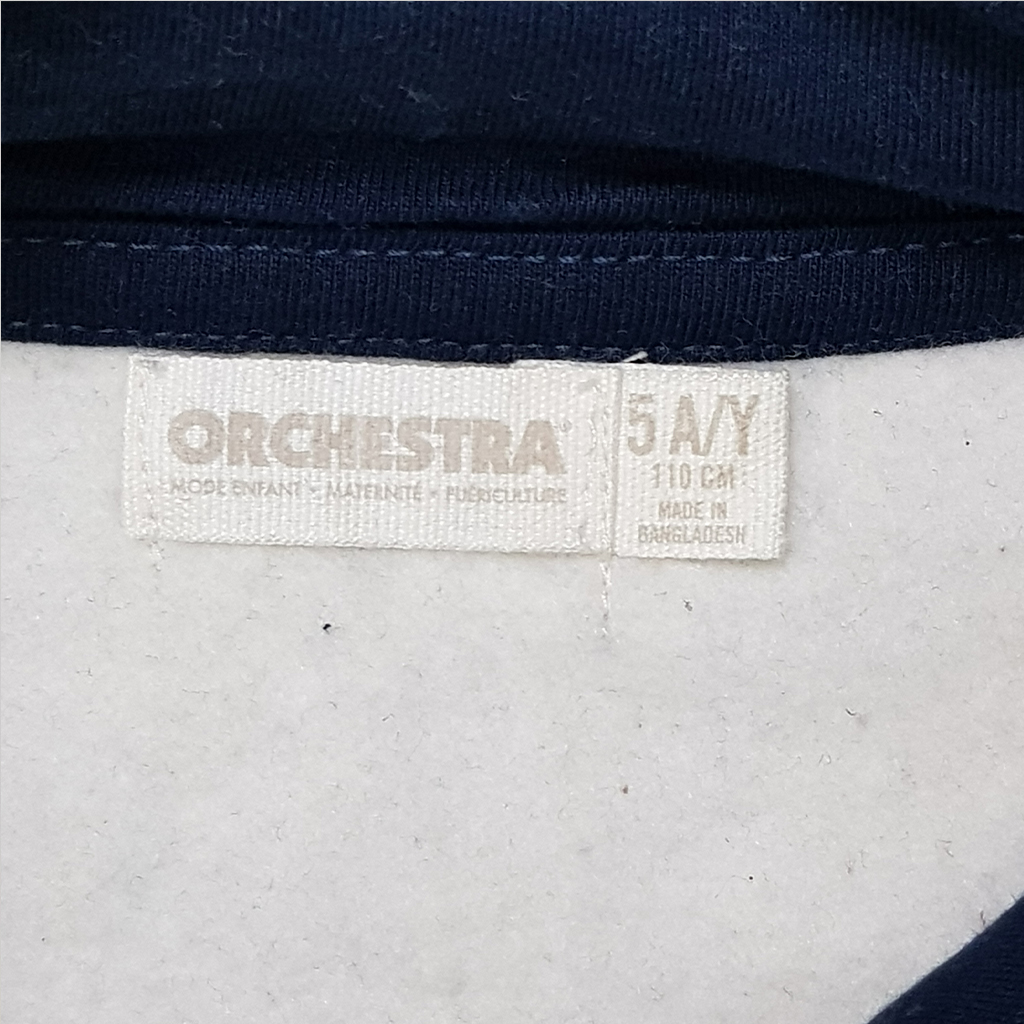 ORCHESTRA
MODE ENFANT • MATERNITÉ • PUÉRICULTURE
5 A/Y
110 CM
MADE IN
BANGLADESH